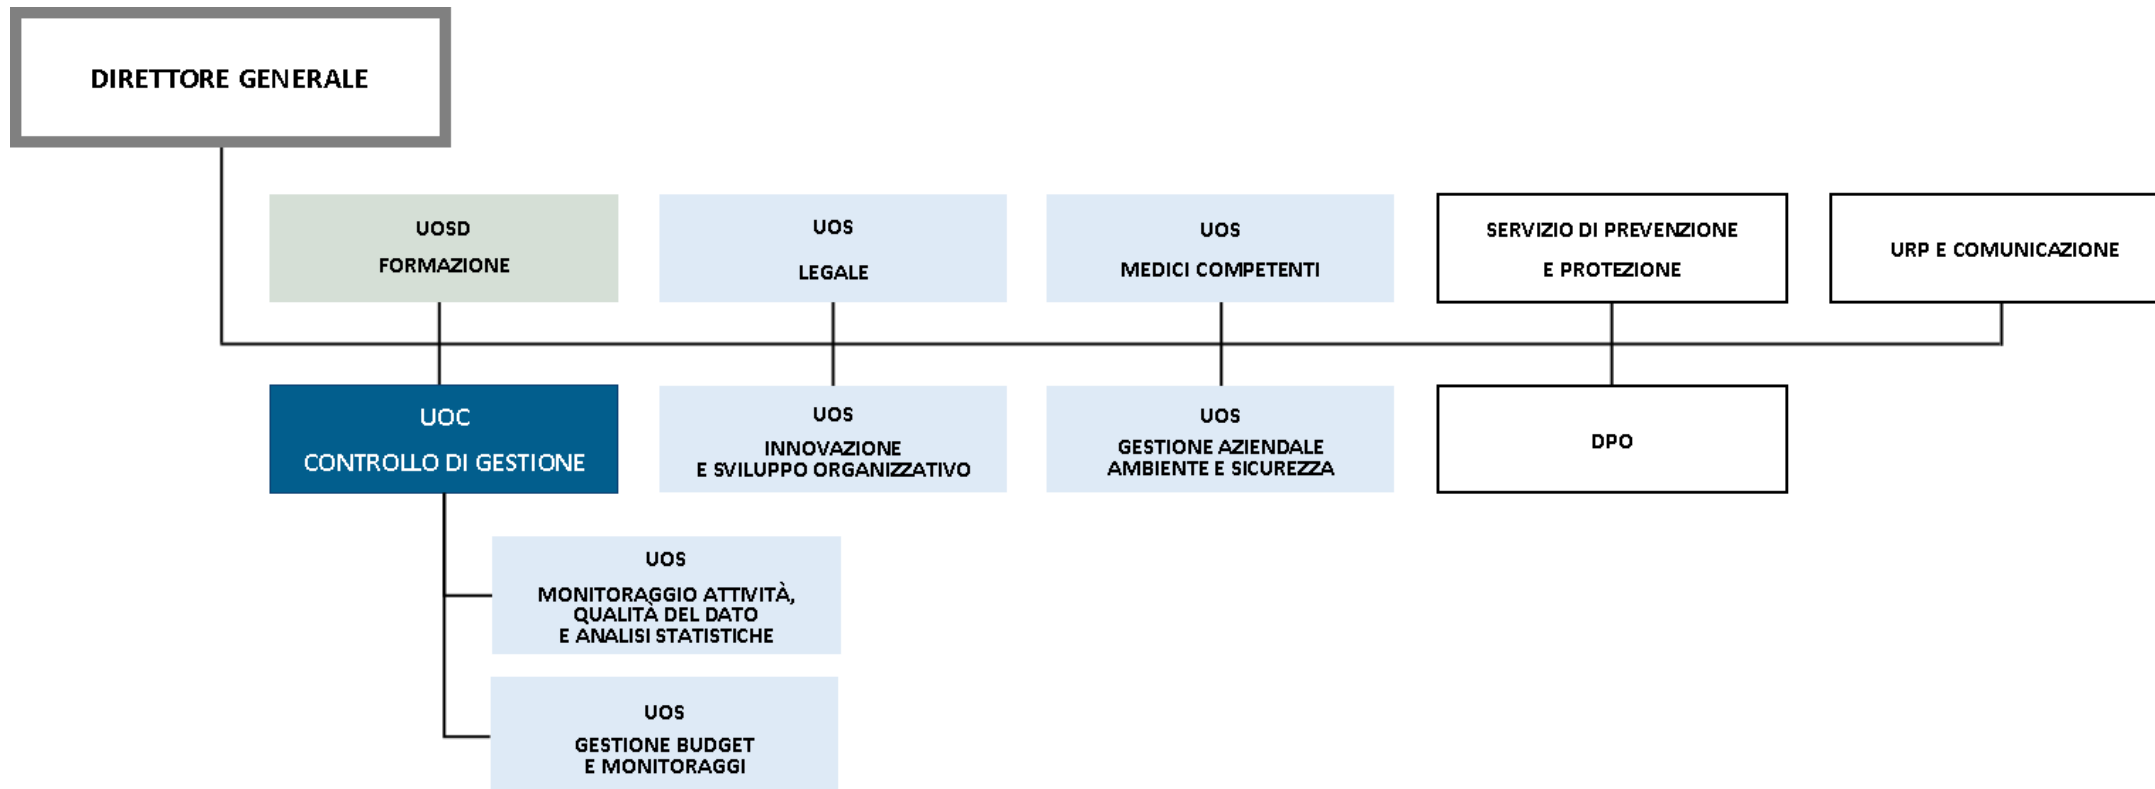 DIRETTORE GENERALE
UOSD
FORMAZIONE
UOS
LEGALE
UOS
MEDICI COMPETENTI
SERVIZIO DI PREVENZIONE
E PROTEZIONE
URP E COMUNICAZIONE
UOC
CONTROLLO DI GESTIONE
UOS
INNOVAZIONE
E SVILUPPO ORGANIZZATIVO
UOS
GESTIONE AZIENDALE
AMBIENTE E SICUREZZA
DPO
UOS
MONITORAGGIO ATTIVITÀ,
QUALITÀ DEL DATO
E ANALISI STATISTICHE
UOS
GESTIONE BUDGET
E MONITORAGGI